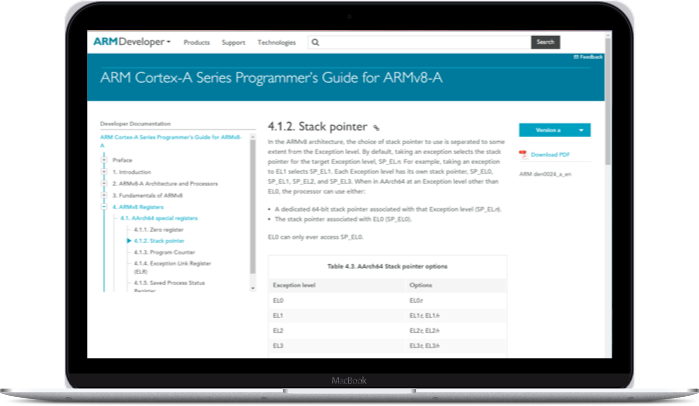 ARM Developer Products Support Technologies Search
Feedback
ARM Cortex-A Series Programmer's Guide for ARMv8-A
Developer Documentation
ARM Cortex-A Series Programmer's Guide for ARMv8-
A
Preface
1. Introduction
2. ARMv8-A Architecture and Processors
3. Fundamentals of ARMv8
4. ARMv8 Registers
4.1. AArch64 special registers
4.1.1. Zero register
4.1.2. Stack pointer
4.1.3. Program Counter
4.1.4. Exception Link Register
(ELR)
4.1.5. Saved Process Status
Register
4.1.2. Stack pointer
In the ARMv8 architecture, the choice of stack pointer to use is separated to some
extent from the Exception level. By default, taking an exception selects the stack
pointer for the target Exception level, SP_ELn. For example, taking an exception
to EL1 selects SP_EL1. Each Exception level has its own stack pointer, SP_EL0,
SP_EL1, SP_EL2, and SP_EL3. When in AArch64 at an Exception level other than
EL0, the processor can use either:
• A dedicated 64-bit stack pointer associated with that Exception level (SP_ELn).
• The stack pointer associated with EL0 (SP_EL0).
EL0 can only ever access SP_EL0.
Table 4.3. AArch64 Stack pointer options
Exception level Options
EL0 EL0t
EL1 EL1t, EL1h
EL2 EL2t, EL2h
EL3 EL3t, EL3h
Version a
Download PDF
ARM den0024_a_en
MacBook